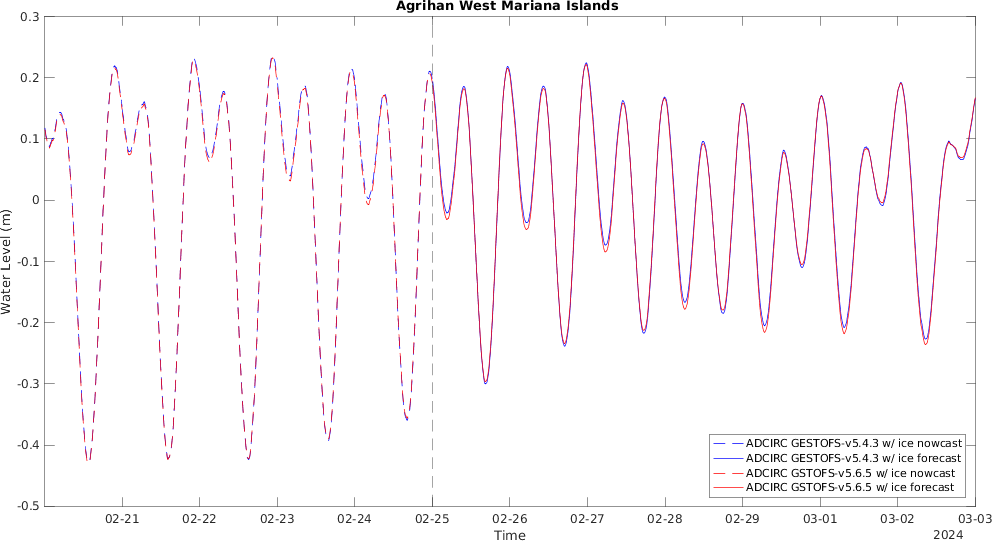 Agrihan West Mariana Islands
0.3
0.2
0.1
0
-0.1
-0.2
-0.3
-0.4
-0.5
Water Level (m)
ADCIRC GESTOFS-v5.4.3 w/ ice nowcast
ADCIRC GESTOFS-v5.4.3 w/ ice forecast
ADCIRC GSTOFS-v5.6.5 w/ ice nowcast
ADCIRC GSTOFS-v5.6.5 w/ ice forecast
02-21 02-22 02-23 02-24 02-25 02-26 02-27 02-28 02-29 03-01 03-02 03-03
Time
2024